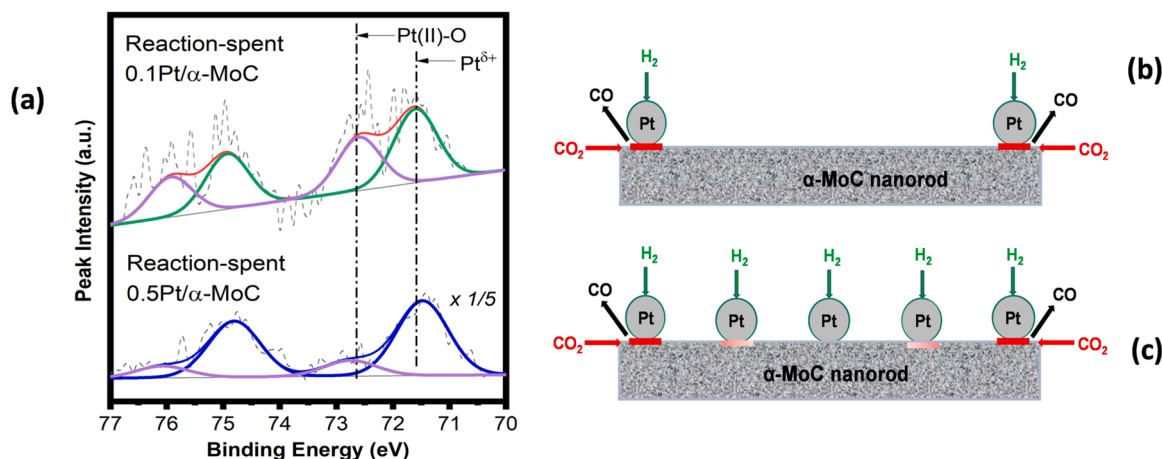 (a)
Reaction-spent
0.1Pt/α-MoC
Pt(II)-O
Ptδ+
Reaction-spent
0.5Pt/α-MoC
x 1/5
Peak Intensity (a.u.)
77 76 75 74 73 72 71 70
Binding Energy (eV)
(b)
H2 H2
CO CO
Pt Pt
CO2 CO2
α-MoC nanorod
H2 H2 H2 H2 H2
CO CO
Pt Pt Pt Pt Pt
CO2 CO2
(c)
α-MoC nanorod